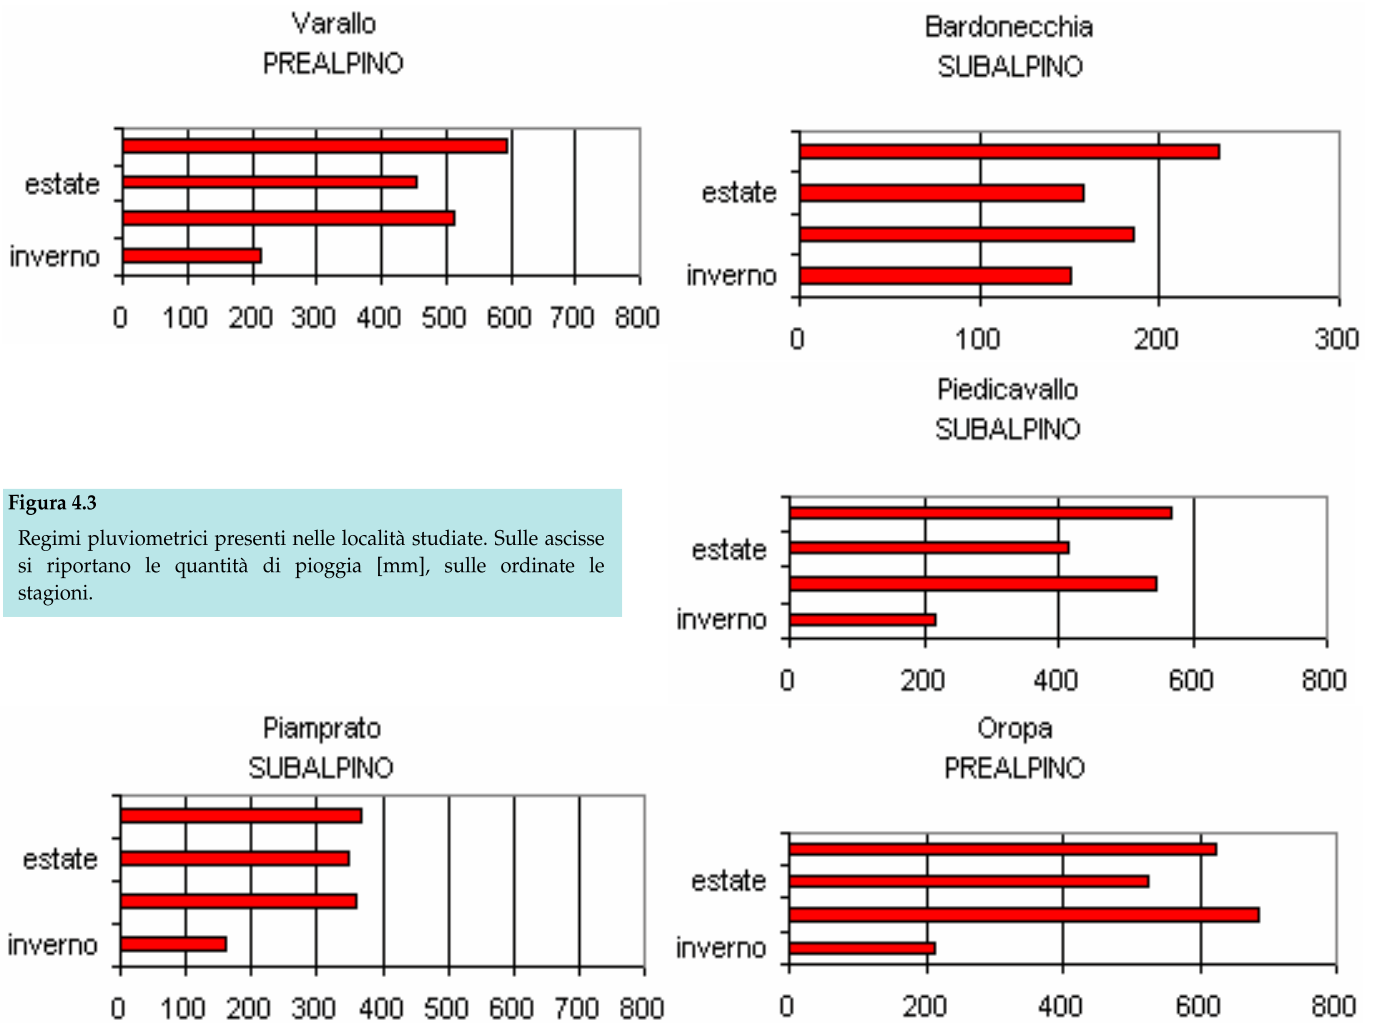 Varallo
PREALPINO
estate
inverno
0 100 200 300 400 500 600 700 800
Bardonecchia
SUBALPINO
estate
inverno
0 100 200 300
Piedicavallo
SUBALPINO
estate
inverno
0 200 400 600 800
Figura 4.3
Regimi pluviometrici presenti nelle località studiate. Sulle ascisse
si riportano le quantità di pioggia [mm], sulle ordinate le
stagioni.
Piamprato
SUBALPINO
estate
inverno
0 100 200 300 400 500 600 700 800
Oropa
PREALPINO
estate
inverno
0 200 400 600 800